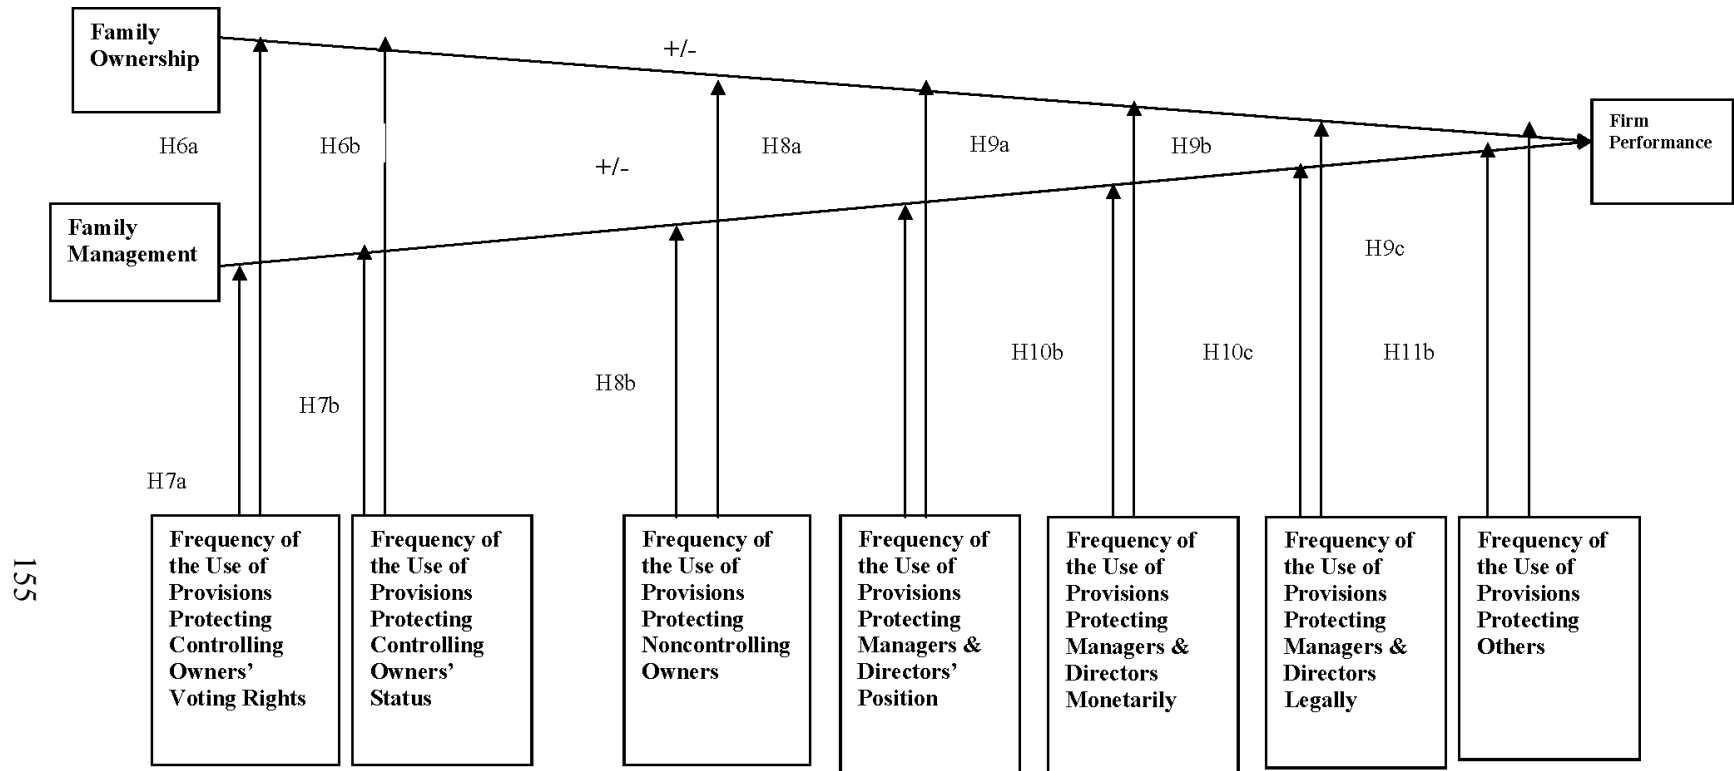 Family
Ownership
+/-
H6a
H6b
H8a
H9a
H9b
Firm
Performance
+/-
Family
Management
H9c
H10b
H10c
H11b
H8b
H7b
H7a
Frequency of
the Use of
Provisions
Protecting
Controlling
Owners’
Voting Rights
Frequency of
the Use of
Provisions
Protecting
Controlling
Owners’
Status
Frequency of
the Use of
Provisions
Protecting
Noncontrolling
Owners
Frequency of
the Use of
Provisions
Protecting
Managers &
Directors’
Position
Frequency of
the Use of
Provisions
Protecting
Managers &
Directors
Monetarily
Frequency of
the Use of
Provisions
Protecting
Managers &
Directors
Legally
Frequency of
the Use of
Provisions
Protecting
Others
155